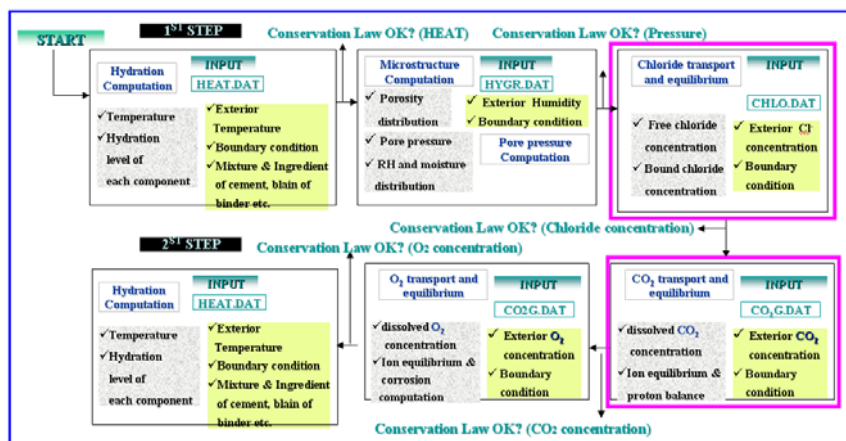 START
1ST STEP
Conservation Law OK? (HEAT)
Conservation Law OK? (Pressure)
Hydration
Computation
INPUT
HEAT.DAT
✓Temperature
✓Hydration
level of
each component
✓Exterior
Temperature
✓Boundary condition
✓Mixture & Ingredient
of cement, blain of
binder etc.
Microstructure
Computation
INPUT
HYGR.DAT
✓ Porosity
distribution
✓ Pore pressure
✓ RH and moisture
distribution
✓ Exterior Humidity
✓ Boundary condition
Pore pressure
Computation
Chloride transport
and equilibrium
INPUT
CHLO.DAT
✓ Free chloride
concentration
✓ Bound chloride
concentration
✓ Exterior Cl-
concentration
✓ Boundary
condition
Conservation Law OK? (Chloride concentration)
2ST STEP
Conservation Law OK? (O2 concentration)
Hydration
Computation
INPUT
HEAT.DAT
✓Temperature
✓Hydration
level of
each component
✓Exterior
Temperature
✓Boundary condition
✓Mixture & Ingredient
of cement, blain of
binder etc.
O2 transport and
equilibrium
INPUT
CO2G.DAT
✓dissolved O2
concentration
✓Ion equilibrium &
corrosion
computation
✓ Exterior O2
concentration
✓ Boundary
condition
CO2 transport and
equilibrium
INPUT
CO2G.DAT
✓dissolved CO2
concentration
✓Ion equilibrium &
proton balance
✓ Exterior CO2
concentration
✓ Boundary
condition
Conservation Law OK? (CO2 concentration)